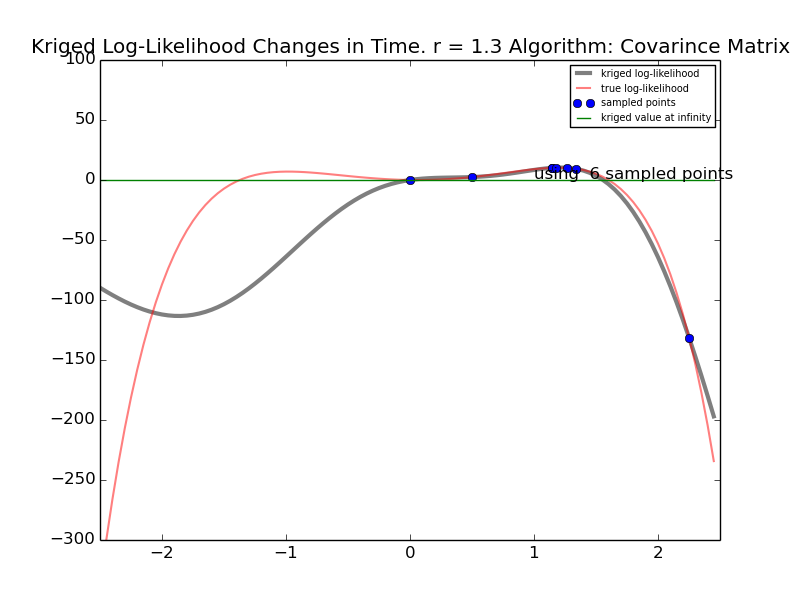 Kriged Log-Likelihood Changes in Time. r = 1.3 Algorithm: Covarince Matrix
100
50
0
−50
−100
−150
−200
−250
−300
kriged log-likelihood
true log-likelihood
sampled points
kriged value at infinity
using 6 sampled points
−2
−1
0
1
2